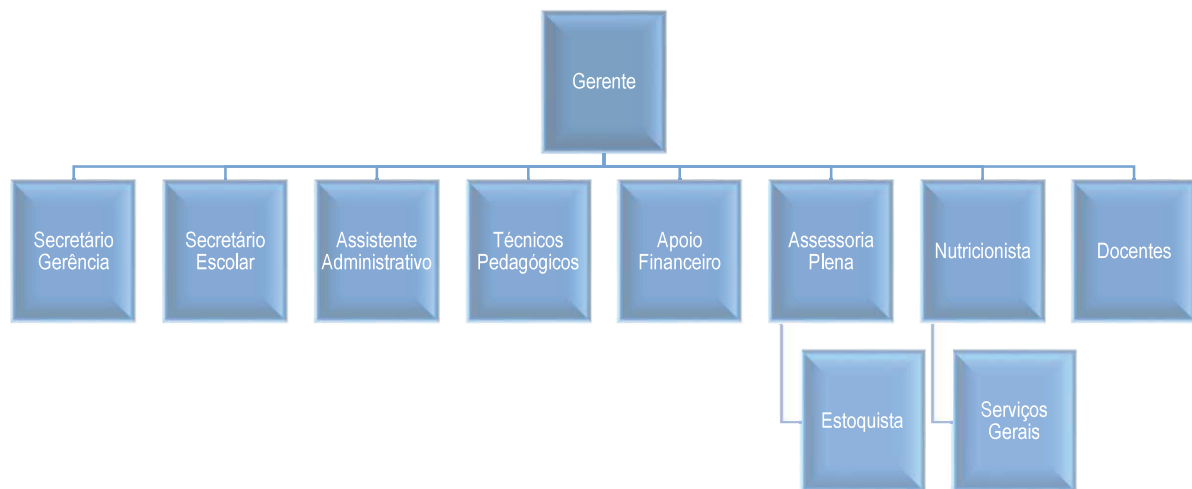 Gerente
Secretário
Gerência
Secretário
Escolar
Assistente
Administrativo
Técnicos
Pedagógicos
Apoio
Financeiro
Assessoria
Plena
Nutricionista
Docentes
Estoquista
Serviços
Gerais